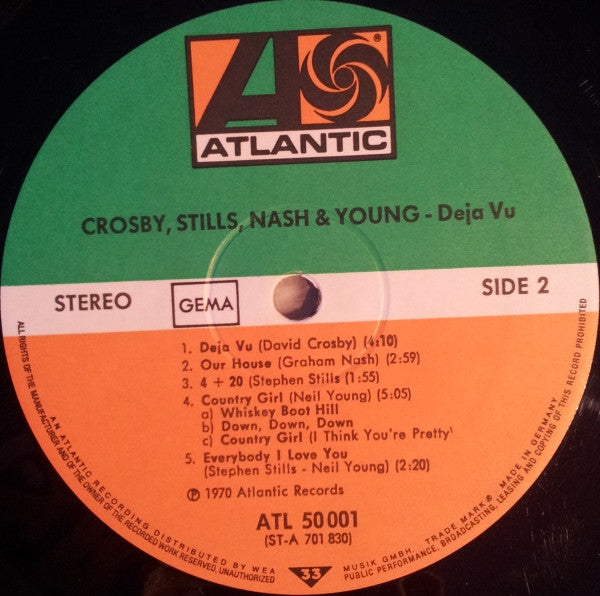 ®
ATLANTIC
CROSBY, STILLS, NASH & YOUNG - Deja Vu
STEREO
GEMA
SIDE 2
1. Deja Vu (David Crosby) (4:10)
2. Our House (Graham Nash) (2:59)
3. 4 + 20 (Stephen Stills (1:55)
4. Country Girl (Neil Young) (5:05)
a) Whiskey Boot Hill
b) Down, Down, Down
c) Country Girl (I Think You're Pretty'
5. Everybody I Love You
(Stephen Stills - Neil Young) (2:20)
℗ 1970 Atlantic Records
ATL 50 001
(ST-A 701 830)
33
ALL RIGHTS OF THE MANUFACTURER AND OF THE OWNER OF THE RECORDED WORK RESERVED, UNAUTHORIZED
PUBLIC PERFORMANCE, BROADCASTING, LEASING AND COPYING OF THIS RECORD PROHIBITED
AN ATLANTIC RECORDING DISTRIBUTED BY WEA
MUSIK GMBH. TRADE MARK® MADE IN GERMANY